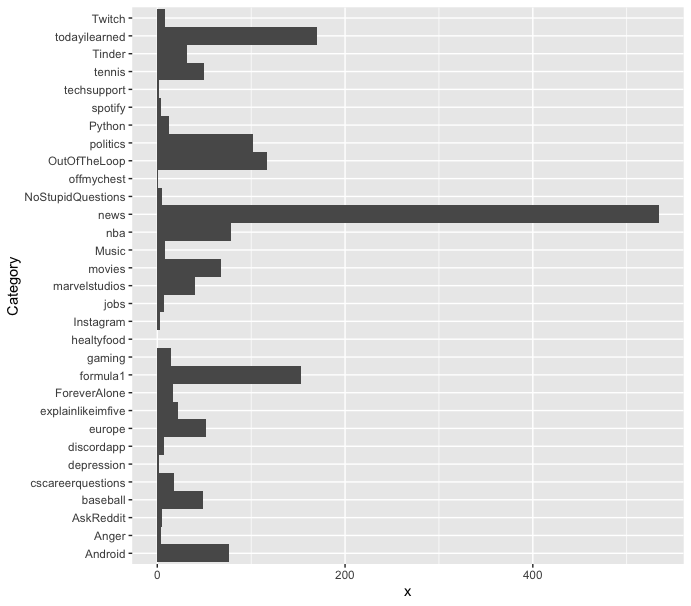 Twitch
todayilearned
Tinder
tennis
techsupport
spotify
Python
politics
OutOfTheLoop
offmychest
NoStupidQuestions
news
nba
Music
movies
marvelstudios
jobs
Instagram
healtyfood
gaming
formula1
ForeverAlone
explainlikeimfive
europe
discordapp
depression
cscareerquestions
baseball
AskReddit
Anger
Android
Category
0 200 400
x